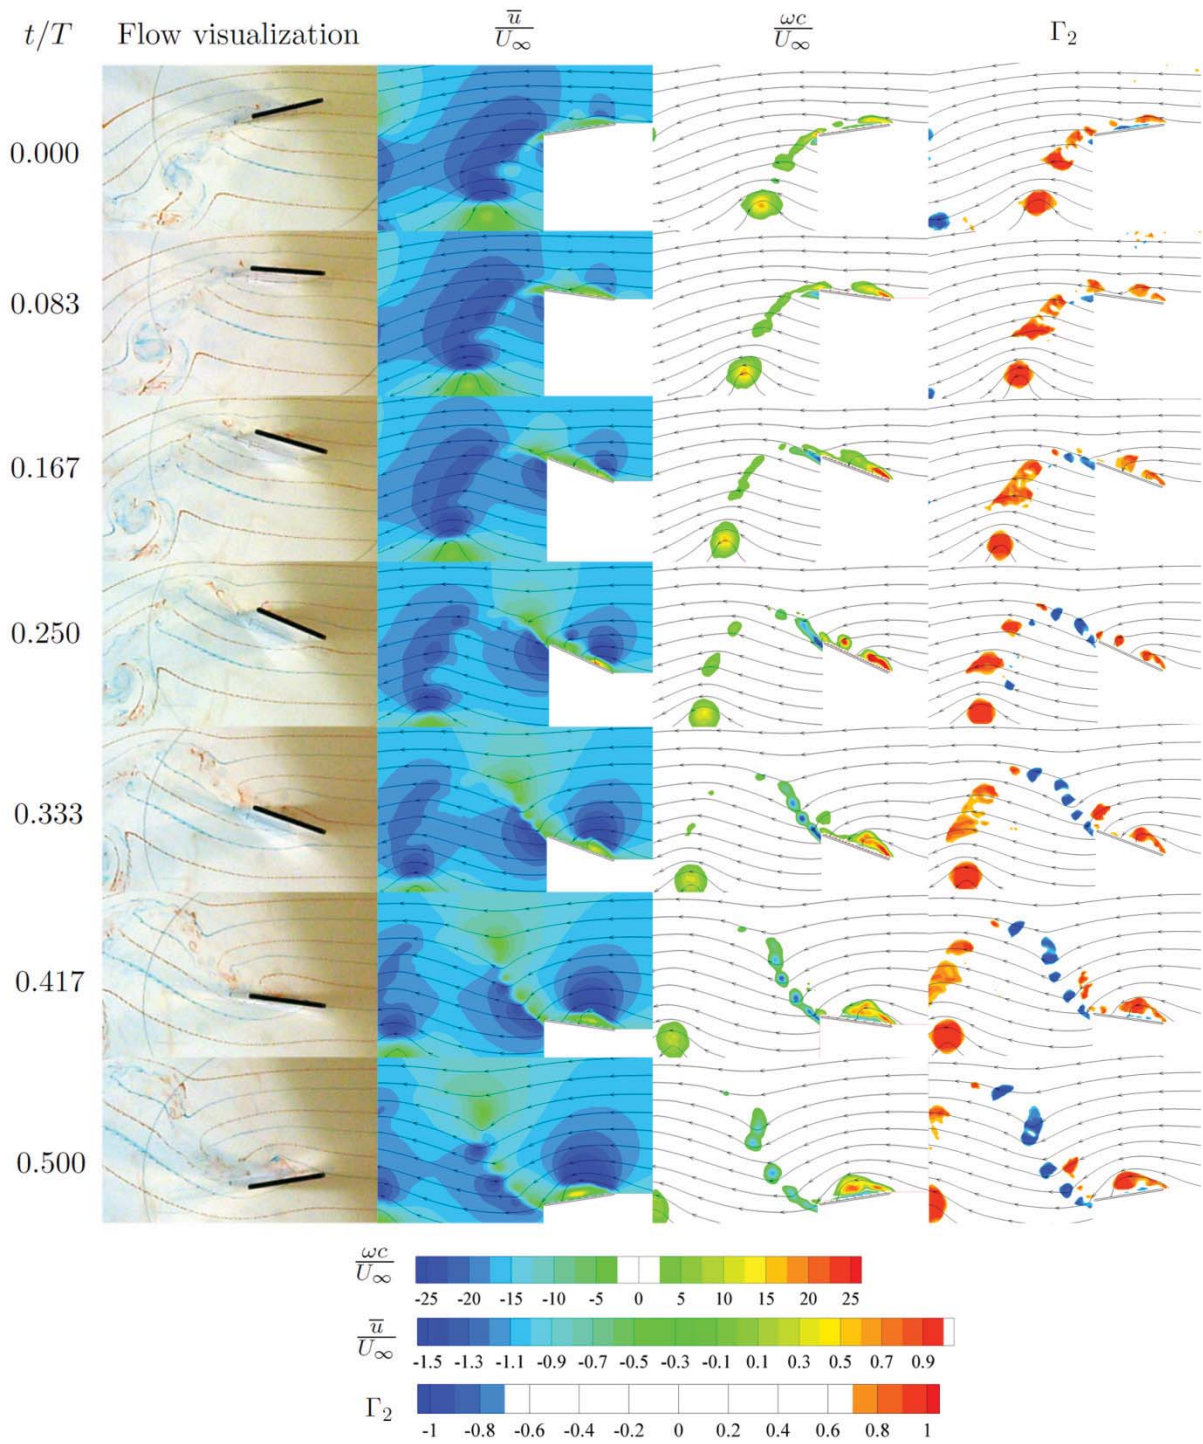 t/T Flow visualization u̅/U∞ ωc/U∞ Γ2
0.000
0.083
0.167
0.250
0.333
0.417
0.500
ωc/U∞
-25 -20 -15 -10 -5 0 5 10 15 20 25
u̅/U∞
-1.5 -1.3 -1.1 -0.9 -0.7 -0.5 -0.3 -0.1 0.1 0.3 0.5 0.7 0.9
Γ2
-1 -0.8 -0.6 -0.4 -0.2 0 0.2 0.4 0.6 0.8 1